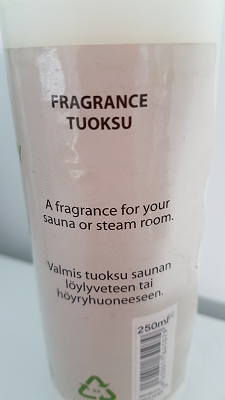 FRAGRANCE
TUOKSU
A fragrance for your
sauna or steam room.
Valmis tuoksu saunan
löylyveteen tai
höyryhuoneeseen.
250ml